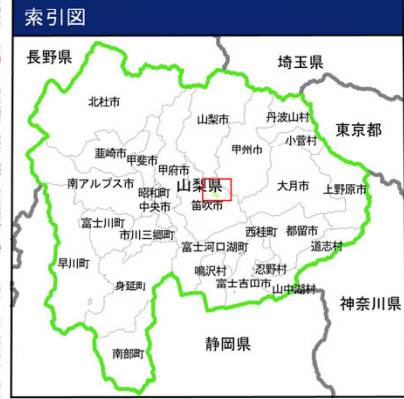 索引図
長野県
埼玉県
北杜市
山梨市
丹波山村
東京都
小菅村
韮崎市
甲斐市
甲州市
甲府市
南アルプス市
昭和町
山梨県
大月市
上野原市
中央市
笛吹市
富士川町
市川三郷町
西桂町
都留市
富士河口湖町
道志村
早川町
鳴沢村
忍野村
身延町
富士吉田市
山中湖村
神奈川県
静岡県
南部町